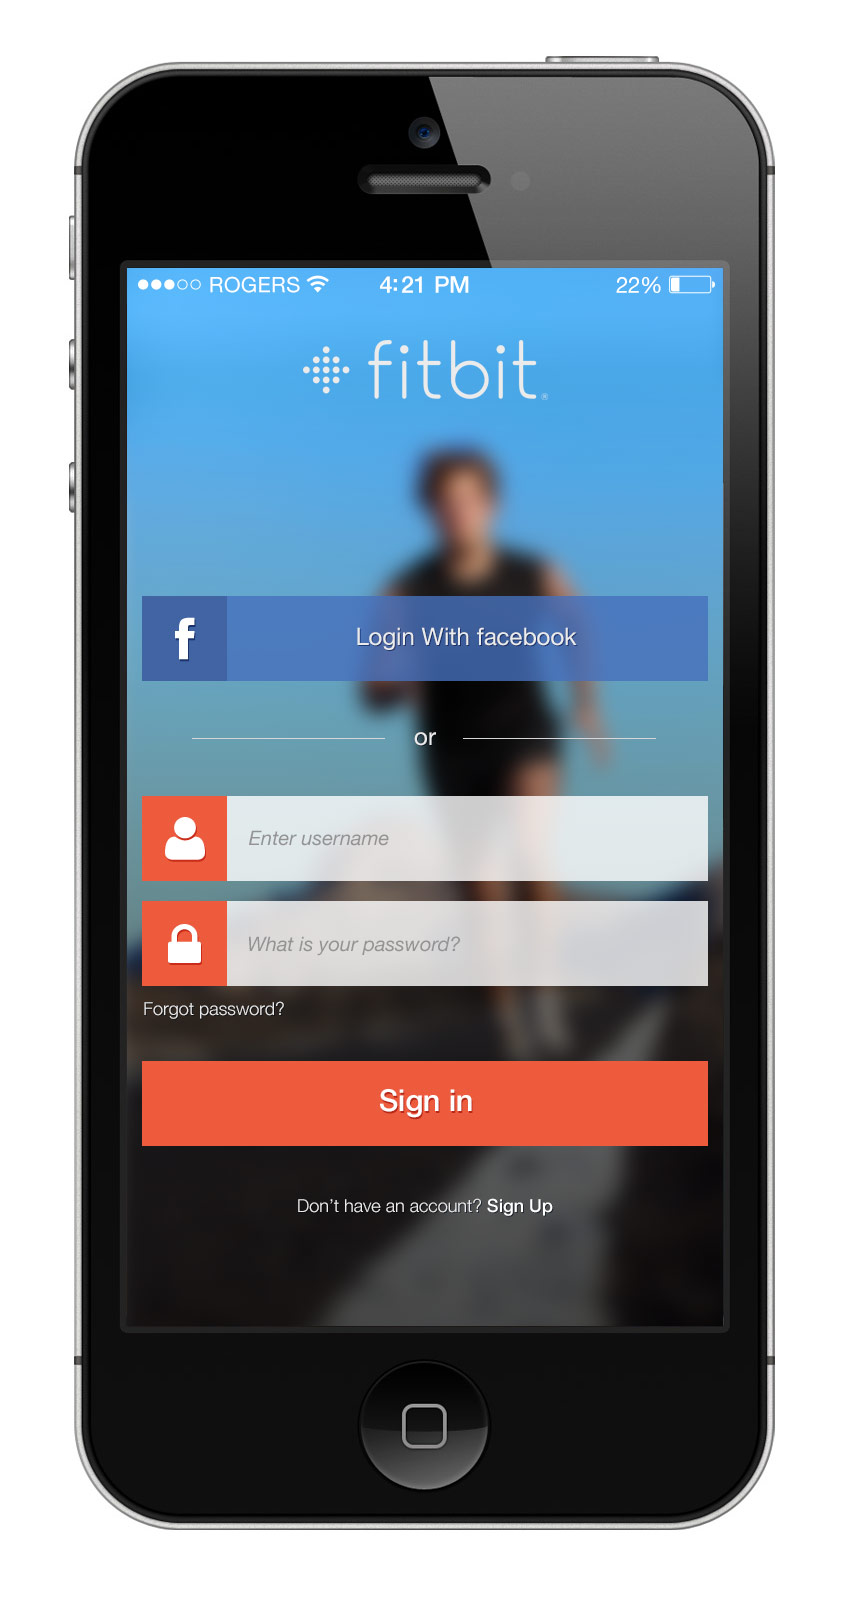 ROGERS 4:21 PM 22%
fitbit®
f Login With facebook
or
Enter username
What is your password?
Forgot password?
Sign in
Don't have an account? Sign Up